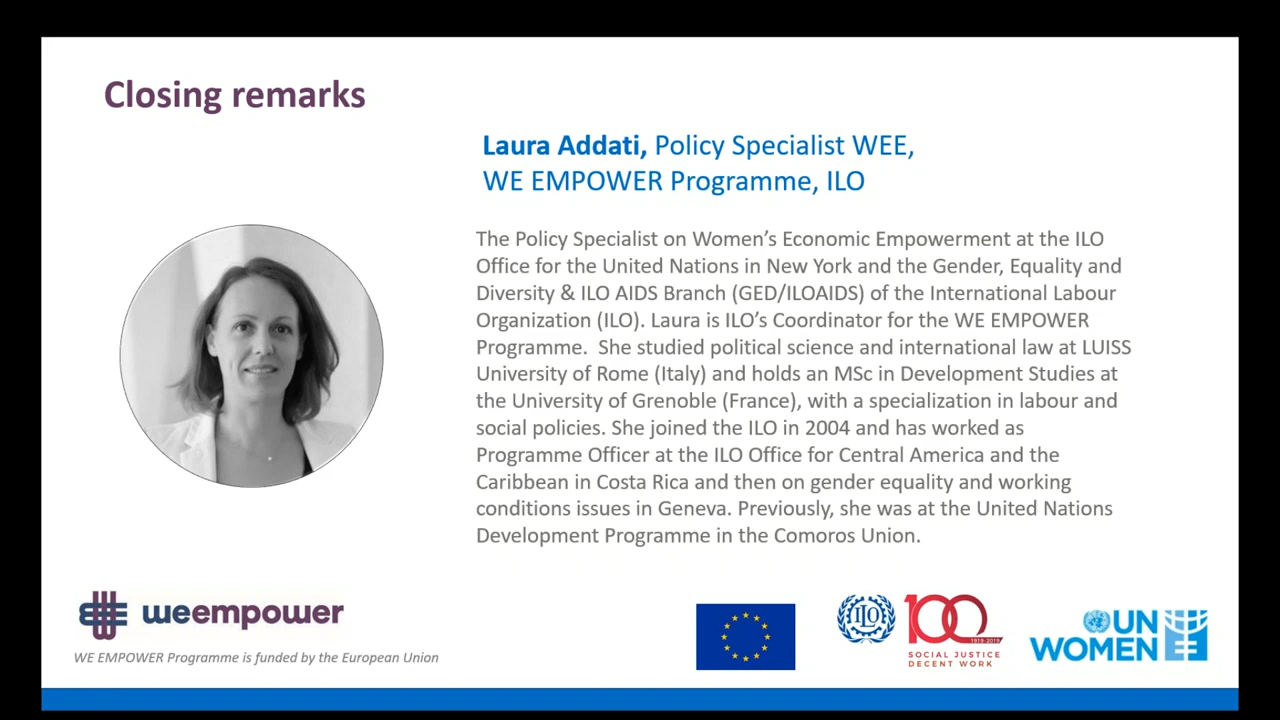 Closing remarks
Laura Addati, Policy Specialist WEE,
WE EMPOWER Programme, ILO
The Policy Specialist on Women's Economic Empowerment at the ILO
Office for the United Nations in New York and the Gender, Equality and
Diversity & ILO AIDS Branch (GED/ILOAIDS) of the International Labour
Organization (ILO). Laura is ILO's Coordinator for the WE EMPOWER
Programme.  She studied political science and international law at LUISS
University of Rome (Italy) and holds an MSc in Development Studies at
the University of Grenoble (France), with a specialization in labour and
social policies. She joined the ILO in 2004 and has worked as
Programme Officer at the ILO Office for Central America and the
Caribbean in Costa Rica and then on gender equality and working
conditions issues in Geneva. Previously, she was at the United Nations
Development Programme in the Comoros Union.
weempower
WE EMPOWER Programme is funded by the European Union
ILO
100
1919-2019
SOCIAL JUSTICE
DECENT WORK
UN
WOMEN